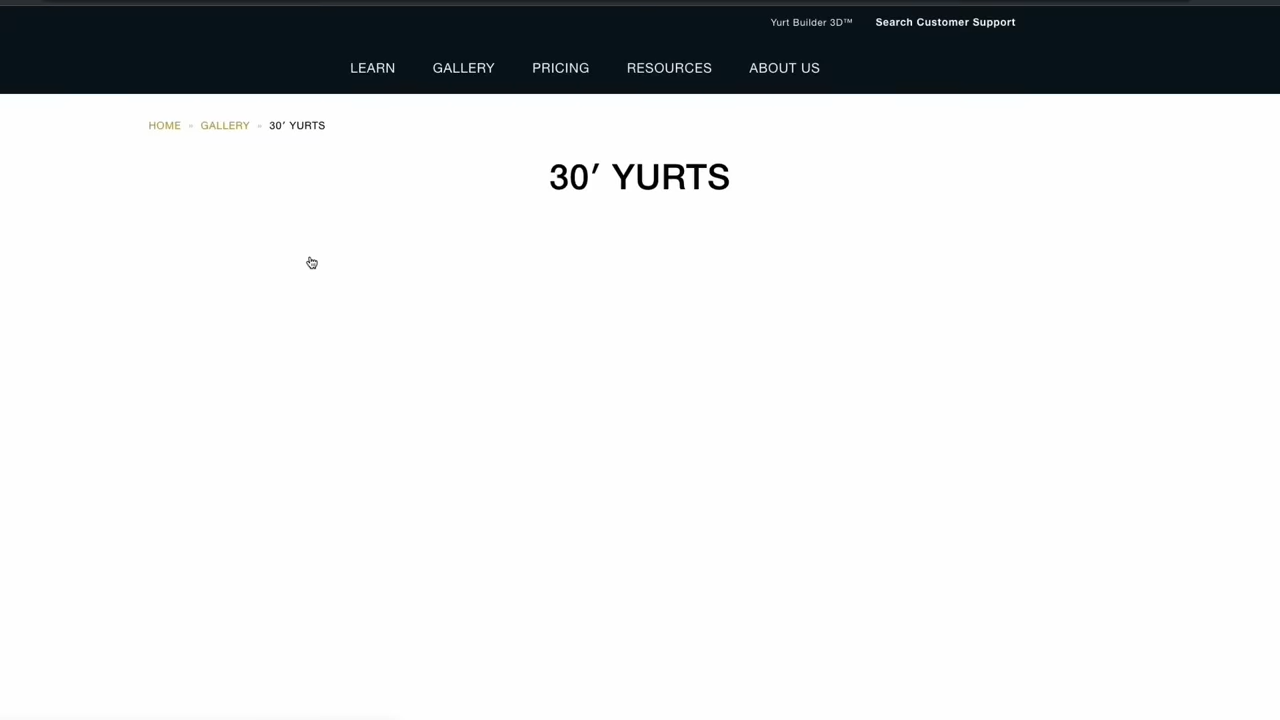 Yurt Builder 3D™ Search Customer Support
LEARN GALLERY PRICING RESOURCES ABOUT US
HOME » GALLERY » 30′ YURTS
30′ YURTS